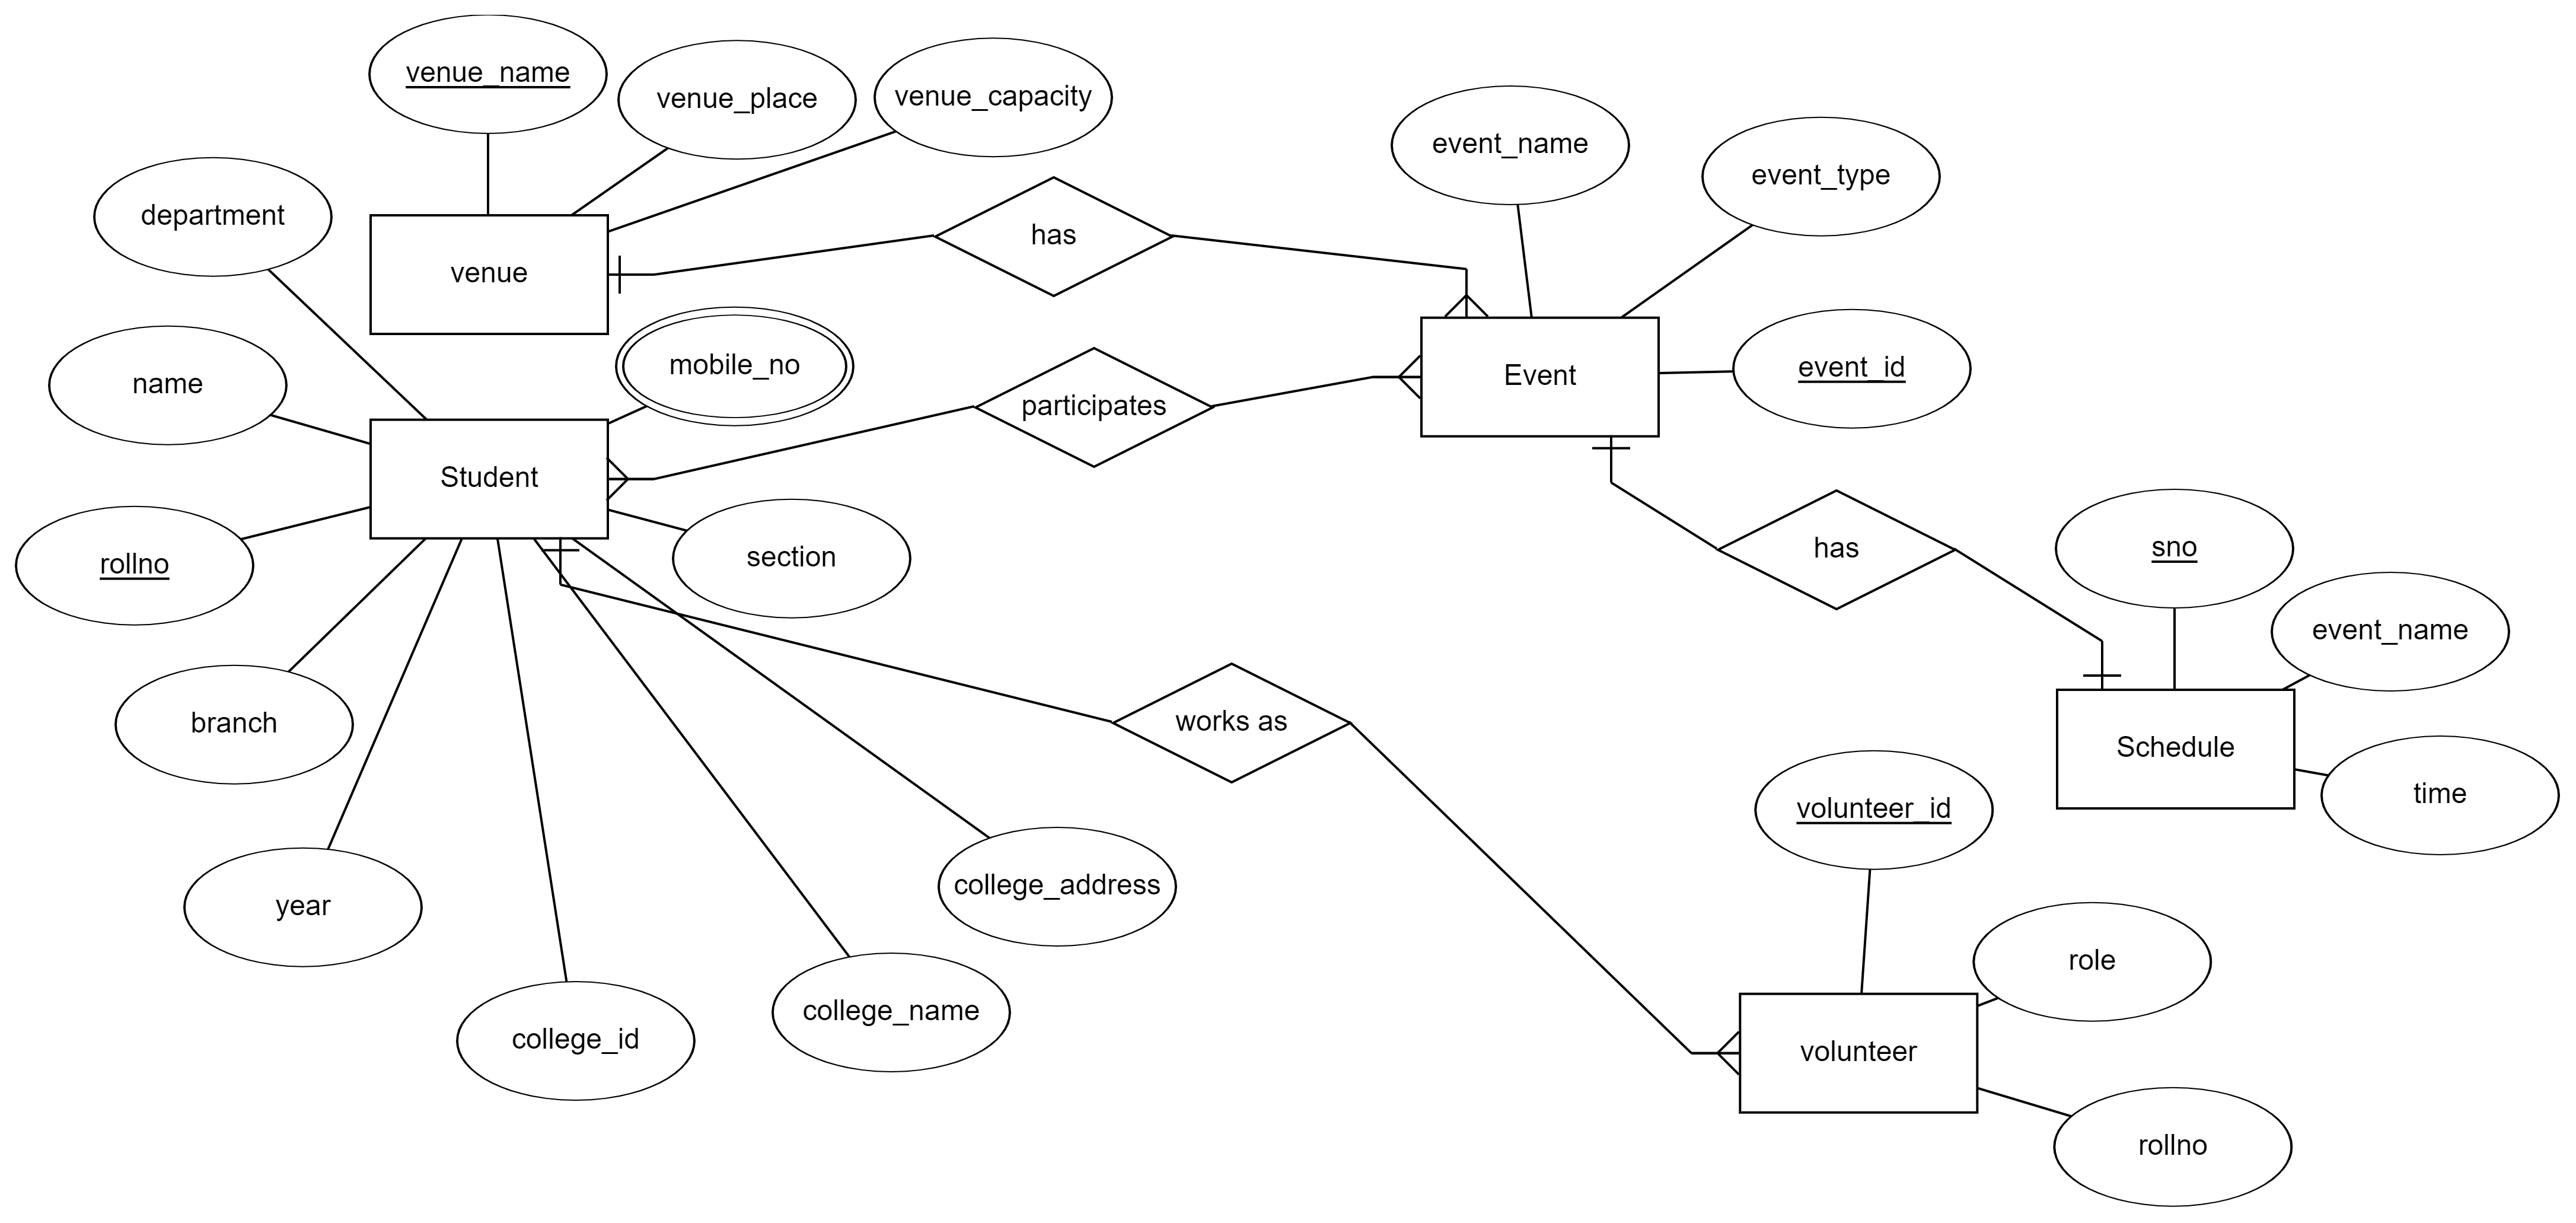 venue_name
venue_place
venue_capacity
event_name
event_type
department
has
venue
mobile_no
event_id
name
participates
Event
Student
section
has
sno
rollno
event_name
branch
works as
Schedule
time
volunteer_id
college_address
year
role
college_name
college_id
volunteer
rollno